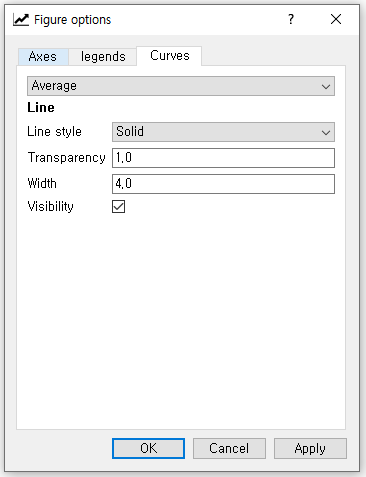 Figure options
?
Axes
legends
Curves
Average
Line
Line style
Solid
Transparency
1.0
Width
4.0
Visibility
OK
Cancel
Apply